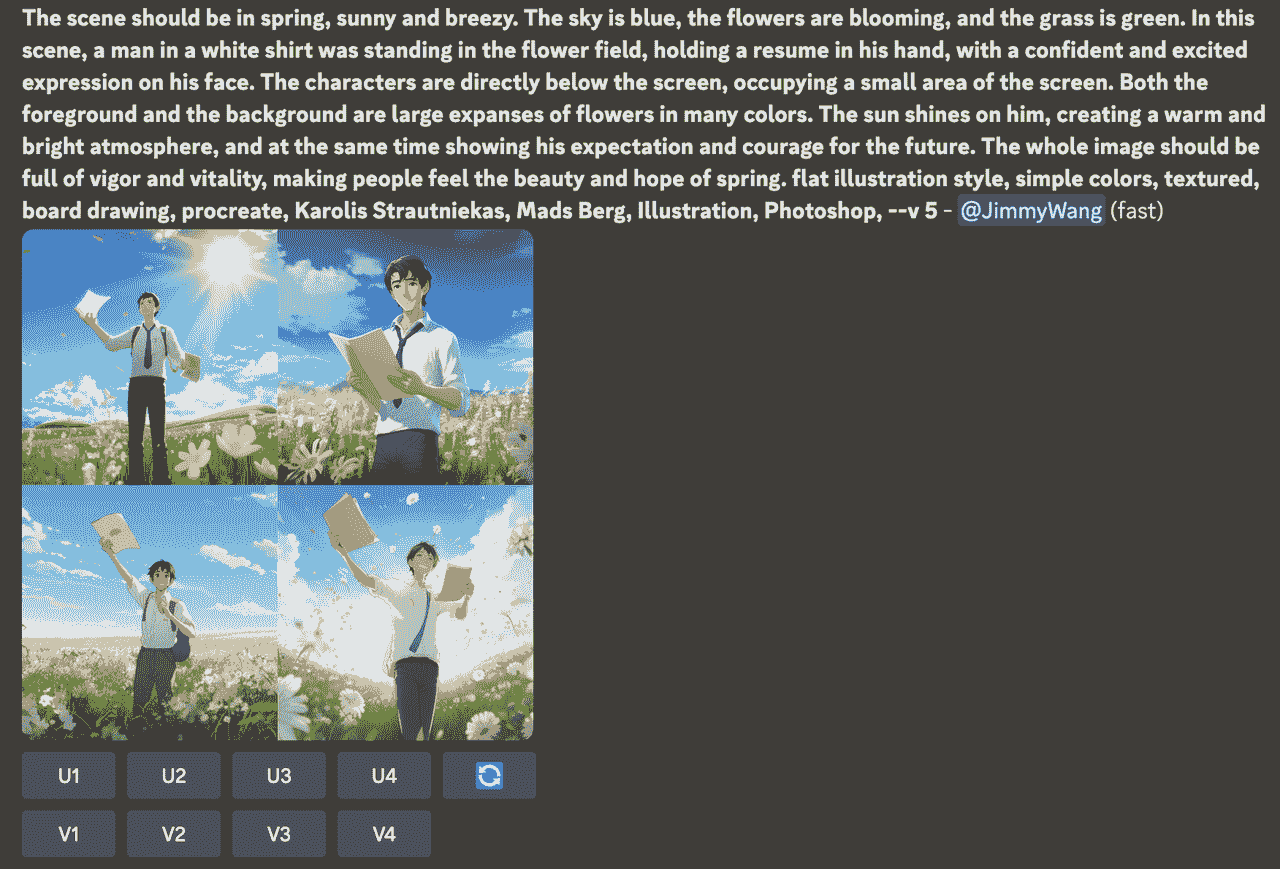 The scene should be in spring, sunny and breezy. The sky is blue, the flowers are blooming, and the grass is green. In this
scene, a man in a white shirt was standing in the flower field, holding a resume in his hand, with a confident and excited
expression on his face. The characters are directly below the screen, occupying a small area of the screen. Both the
foreground and the background are large expanses of flowers in many colors. The sun shines on him, creating a warm and
bright atmosphere, and at the same time showing his expectation and courage for the future. The whole image should be
full of vigor and vitality, making people feel the beauty and hope of spring. flat illustration style, simple colors, textured,
board drawing, procreate, Karolis Strautniekas, Mads Berg, Illustration, Photoshop, --v 5 - @JimmyWang (fast)
U1 U2 U3 U4
V1 V2 V3 V4